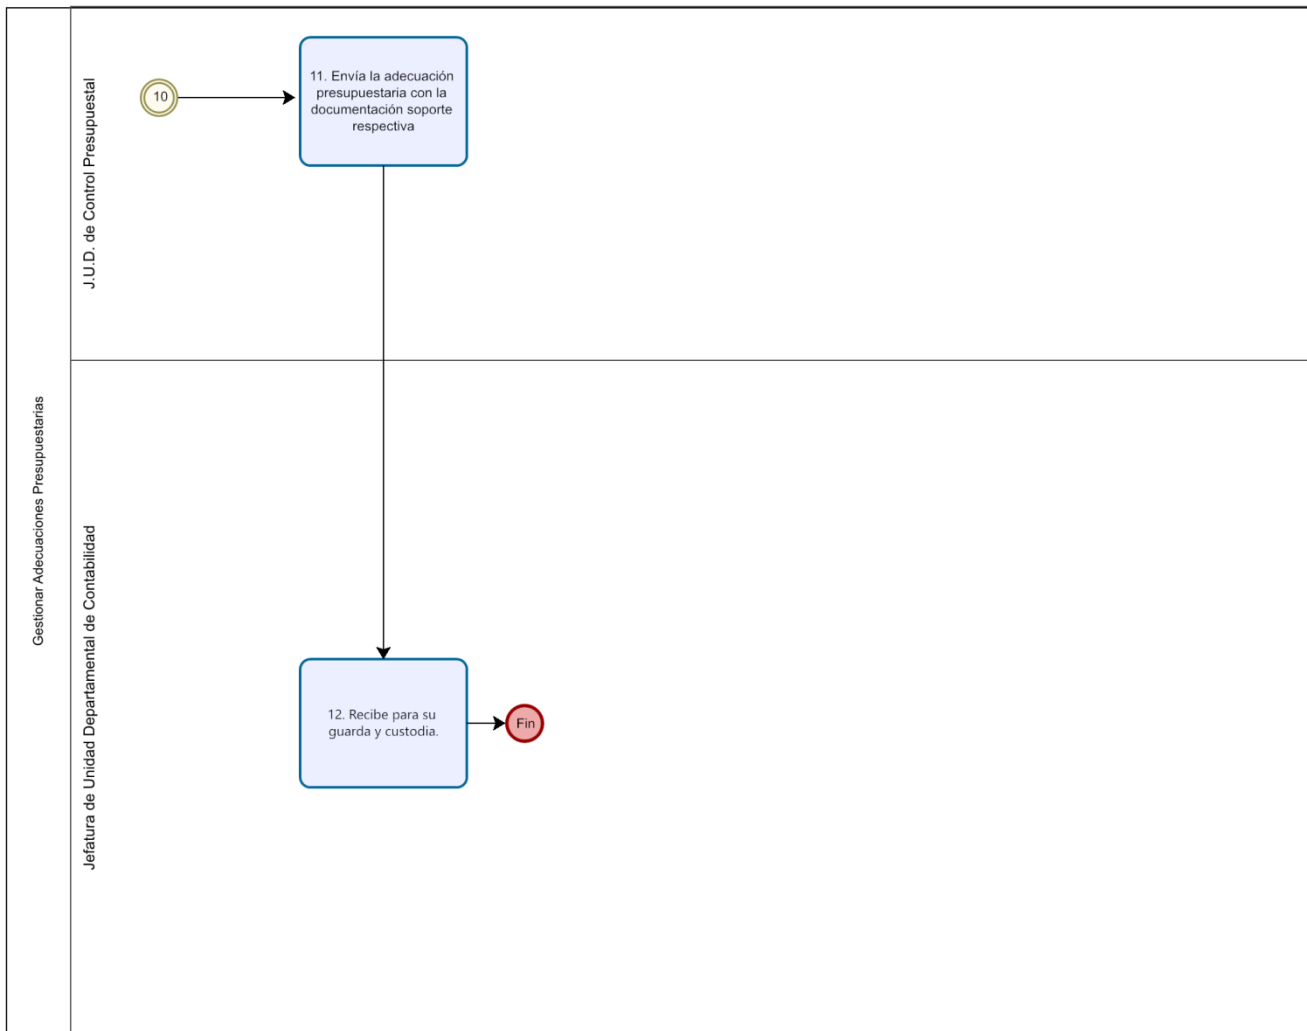 Gestionar Adecuaciones Presupuestarias
J.U.D. de Control Presupuestal
10
11. Envía la adecuación
presupuestaria con la
documentación soporte
respectiva
Jefatura de Unidad Departamental de Contabilidad
12. Recibe para su
guarda y custodia.
Fin